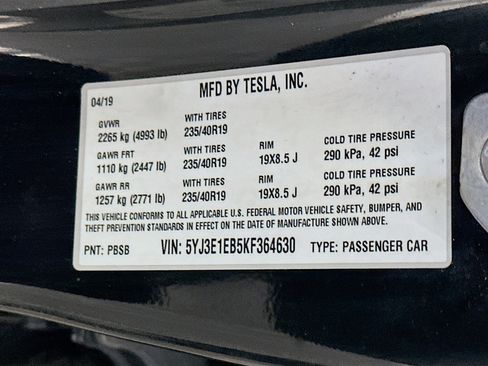 MFD BY TESLA, INC.
04/19
GVWR WITH TIRES
2265 kg (4993 lb) 235/40R19
GAWR FRT WITH TIRES RIM COLD TIRE PRESSURE
1110 kg (2447 lb) 235/40R19 19X8.5 J 290 kPa, 42 psi
GAWR RR WITH TIRES RIM COLD TIRE PRESSURE
1257 kg (2771 lb) 235/40R19 19X8.5 J 290 kPa, 42 psi
THIS VEHICLE CONFORMS TO ALL APPLICABLE U.S. FEDERAL MOTOR VEHICLE SAFETY, BUMPER, AND
THEFT PREVENTION STANDARDS IN EFFECT ON THE DATE OF MANUFACTURE SHOWN ABOVE.
PNT: PBSB VIN: 5YJ3E1EB5KF364630 TYPE: PASSENGER CAR